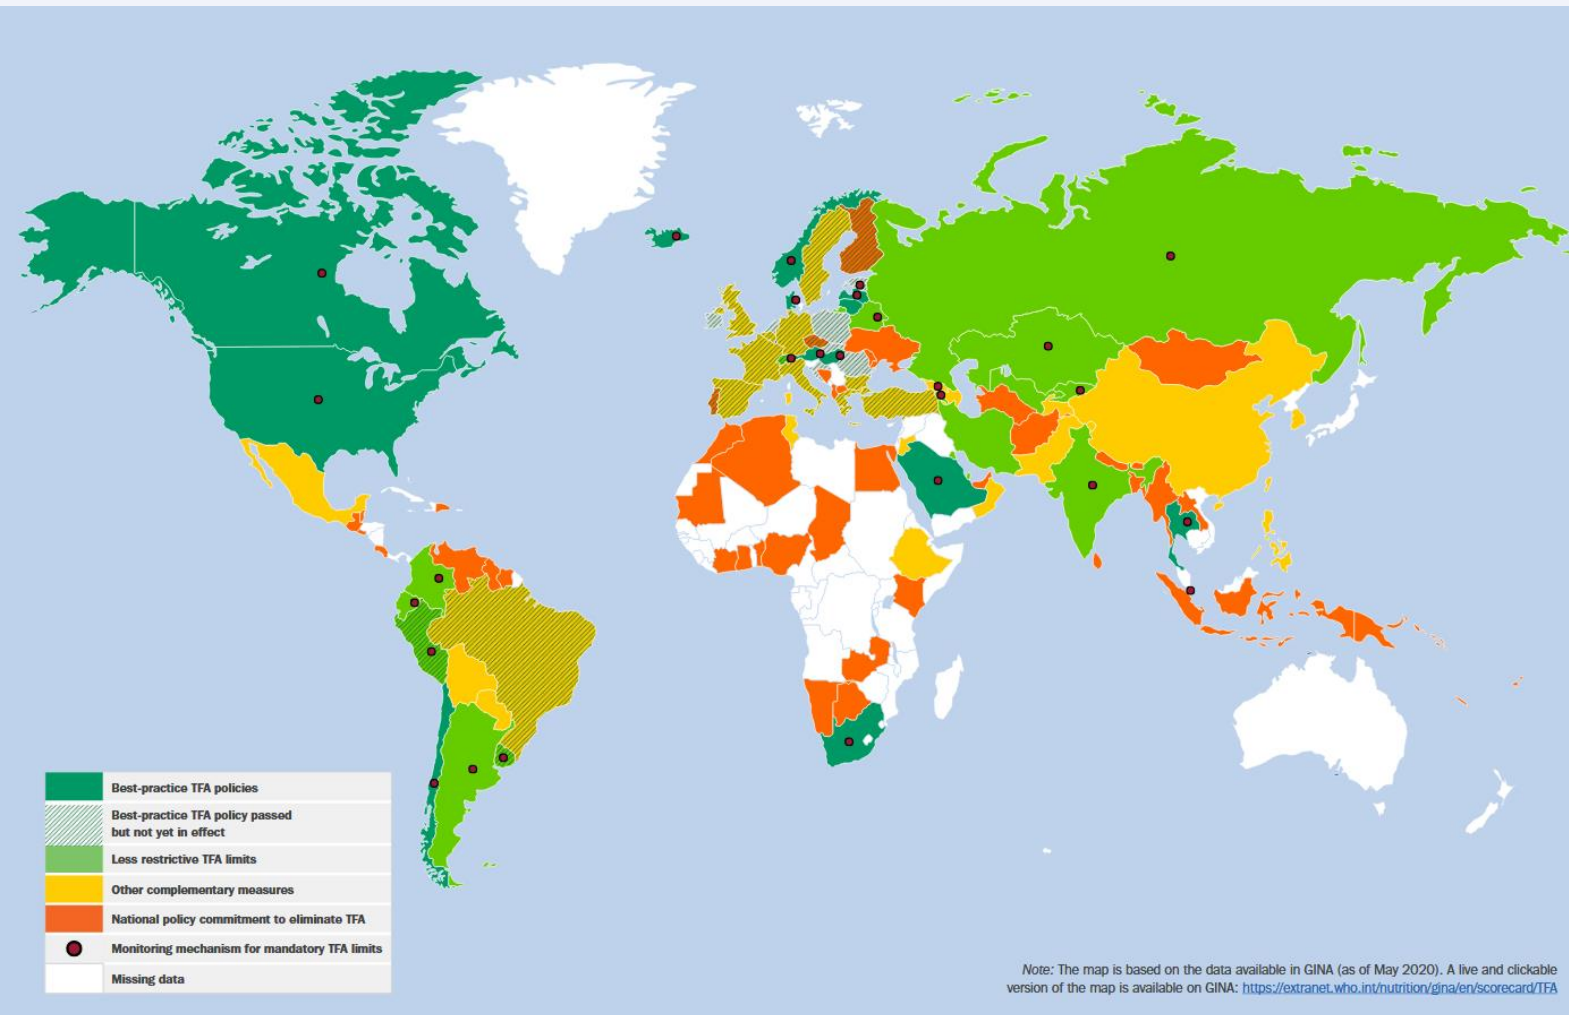 Best-practice TFA policies
Best-practice TFA policy passed
but not yet in effect
Less restrictive TFA limits
Other complementary measures
National policy commitment to eliminate TFA
Monitoring mechanism for mandatory TFA limits
Missing data
Note: The map is based on the data available in GINA (as of May 2020). A live and clickable
version of the map is available on GINA: https://extranet.who.int/nutrition/gina/en/scorecard/TFA